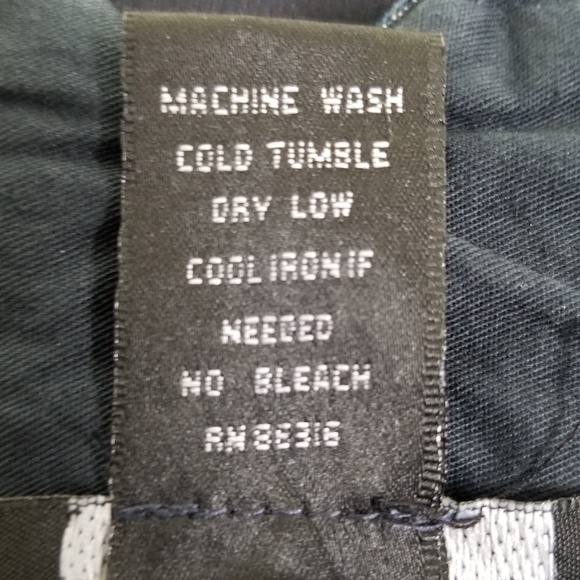 MACHINE WASH
COLD TUMBLE
DRY LOW
COOL IRON IF
NEEDED
NO BLEACH
RN 88316